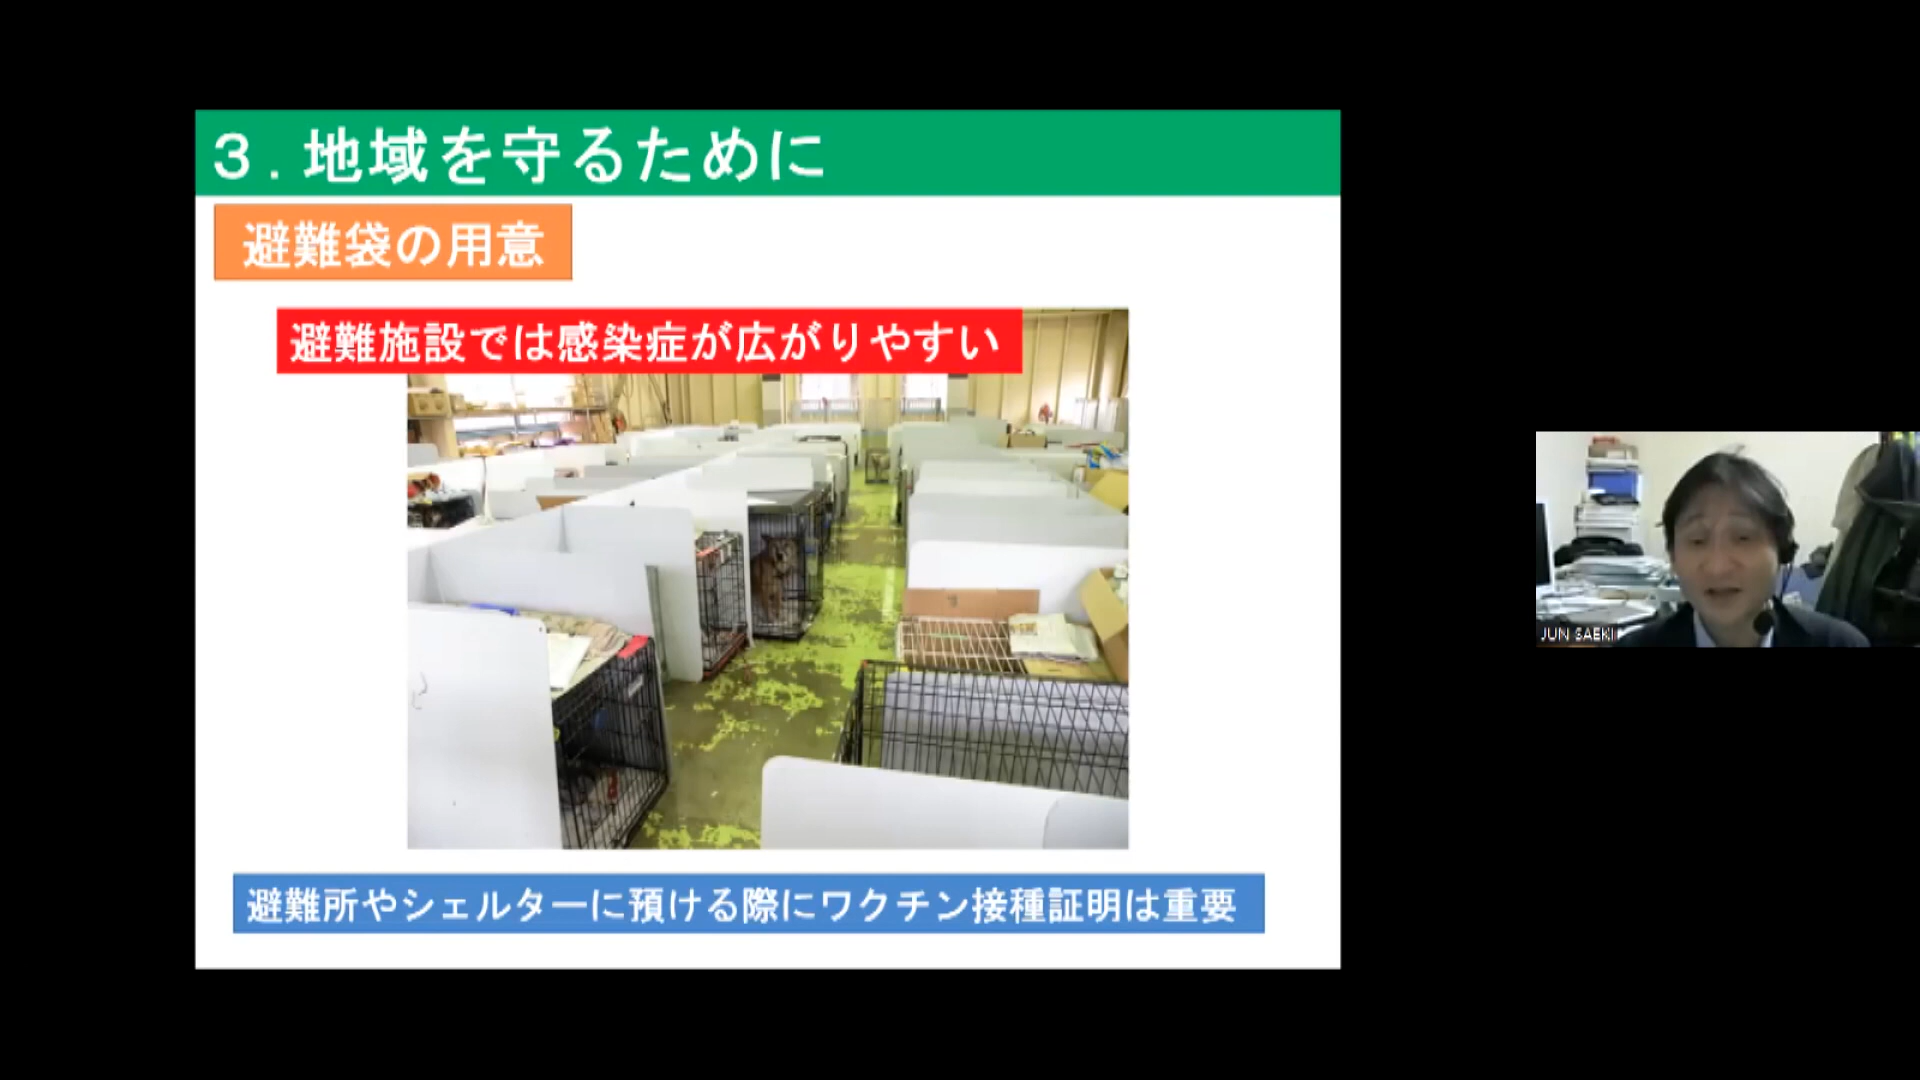 ３．地域を守るために
避難袋の用意
避難施設では感染症が広がりやすい
避難所やシェルターに預ける際にワクチン接種証明は重要
JUN SAEKI